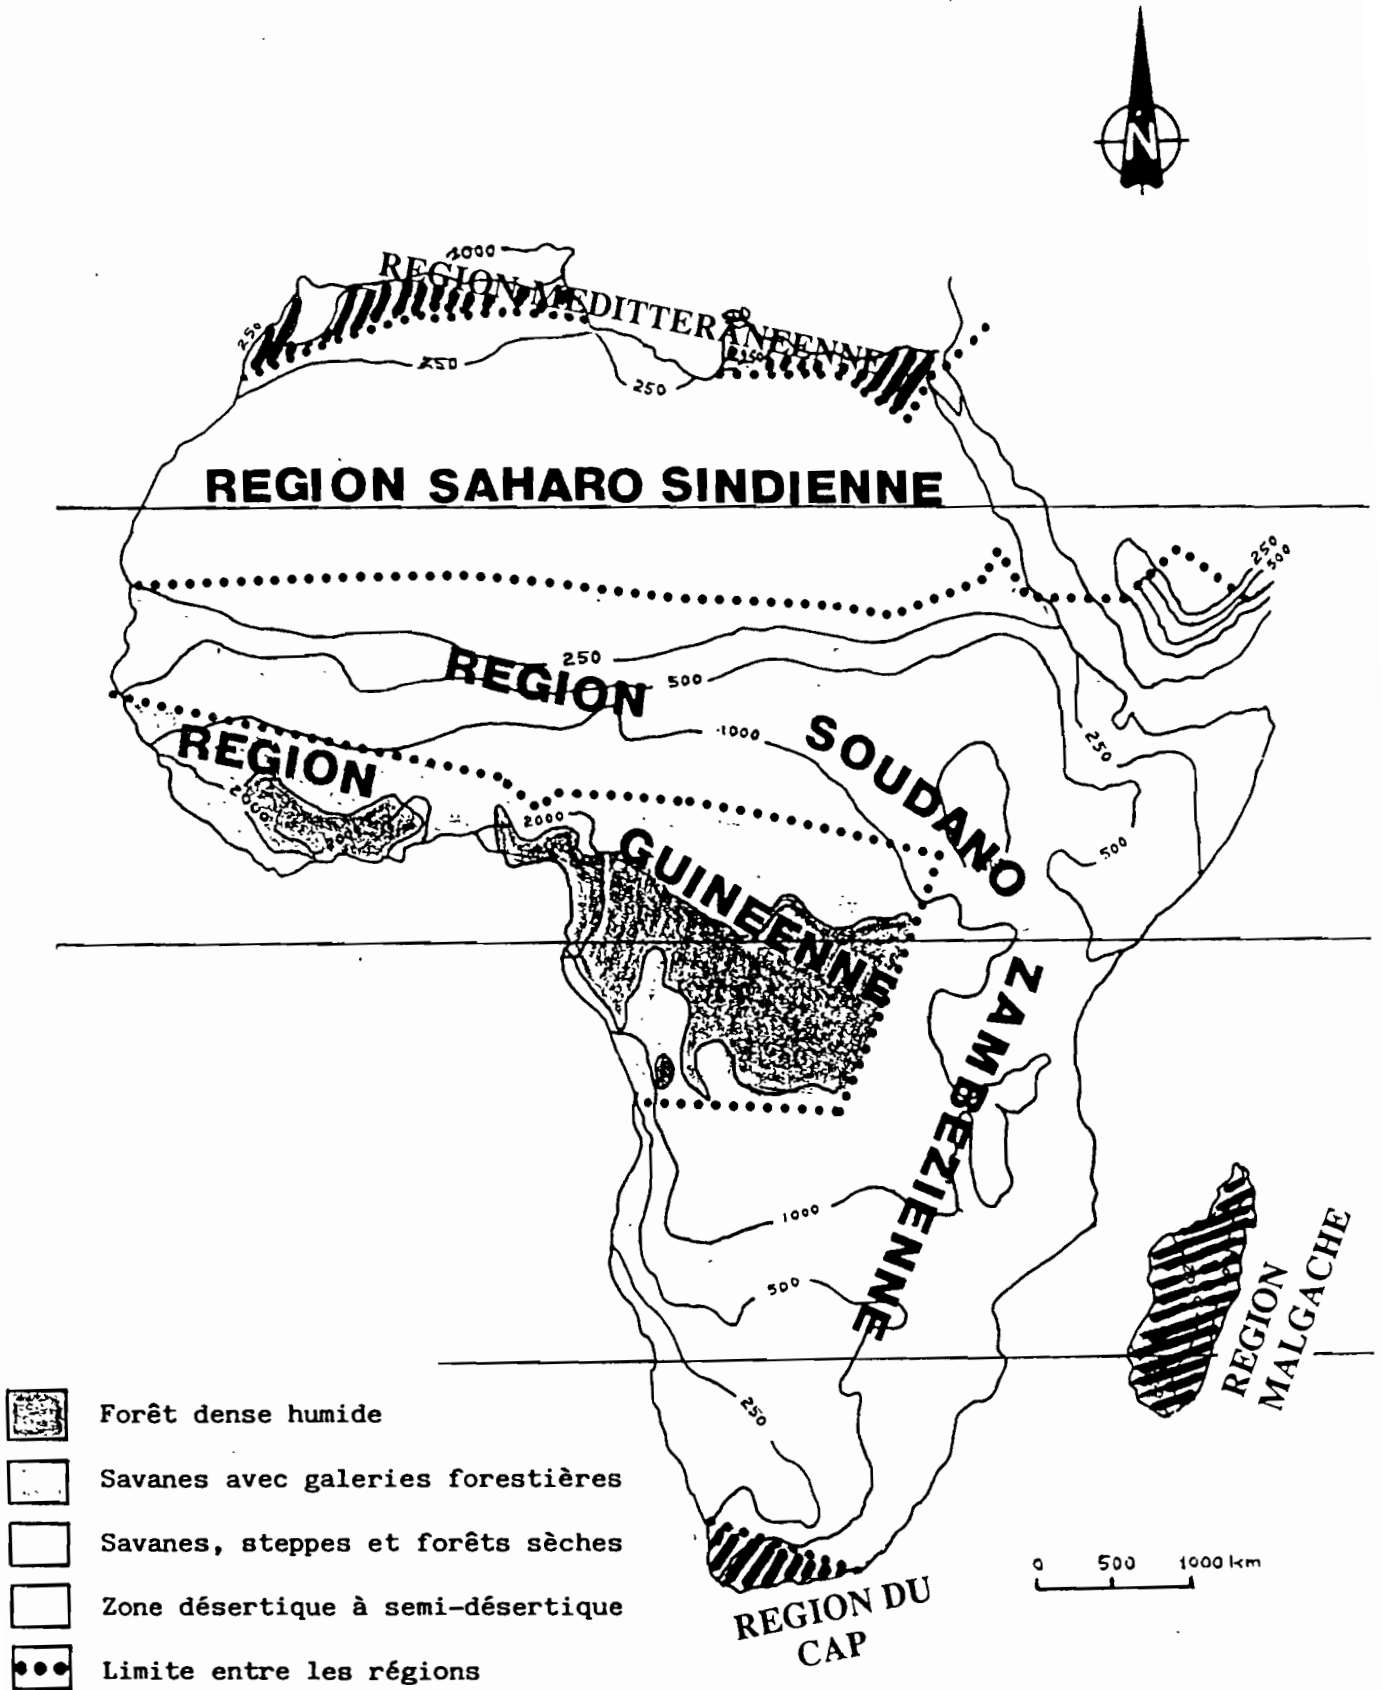 N
1000
REGION MEDITTERANEENNE
250
250
250
250
REGION SAHARO SINDIENNE
250
500
250
REGION
500
1000
SOUDANO
250
REGION
2000
GUINEENNE
500
ZAMBEZIENNE
1000
500
REGION
MALGACHE
250
Forêt dense humide
Savanes avec galeries forestières
Savanes, steppes et forêts sèches
Zone désertique à semi-désertique
Limite entre les régions
0 500 1000 km
REGION DU
CAP